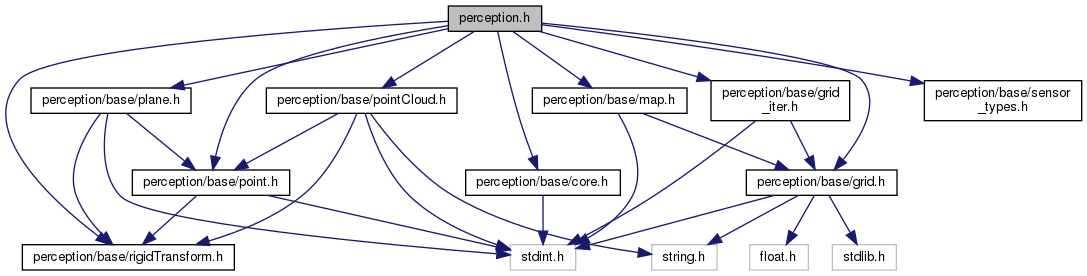 perception.h
perception/base/plane.h
perception/base/pointCloud.h
perception/base/map.h
perception/base/grid
_iter.h
perception/base/sensor
_types.h
perception/base/point.h
perception/base/core.h
perception/base/grid.h
perception/base/rigidTransform.h
stdint.h
string.h
float.h
stdlib.h